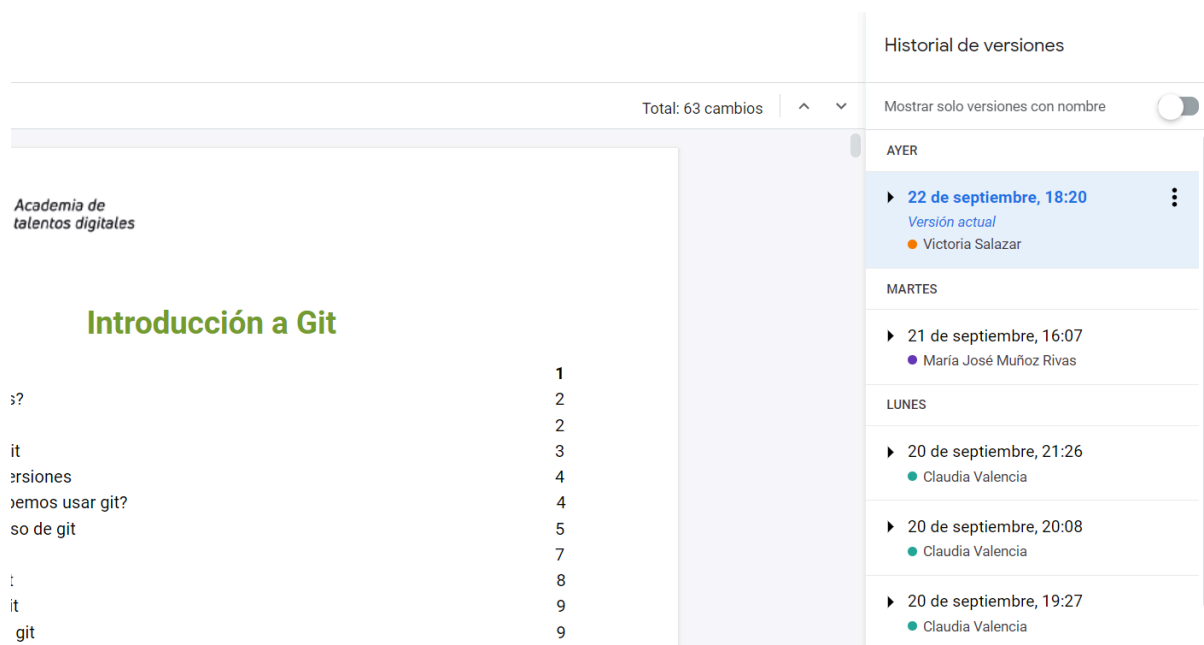 Historial de versiones
Total: 63 cambios
Mostrar solo versiones con nombre
AYER
22 de septiembre, 18:20
Versión actual
Victoria Salazar
MARTES
21 de septiembre, 16:07
María José Muñoz Rivas
LUNES
20 de septiembre, 21:26
Claudia Valencia
20 de septiembre, 20:08
Claudia Valencia
20 de septiembre, 19:27
Claudia Valencia
Academia de
talentos digitales
Introducción a Git
1
s? 2
2
it 3
ersiones 4
emos usar git? 4
so de git 5
7
t 8
it 9
git 9